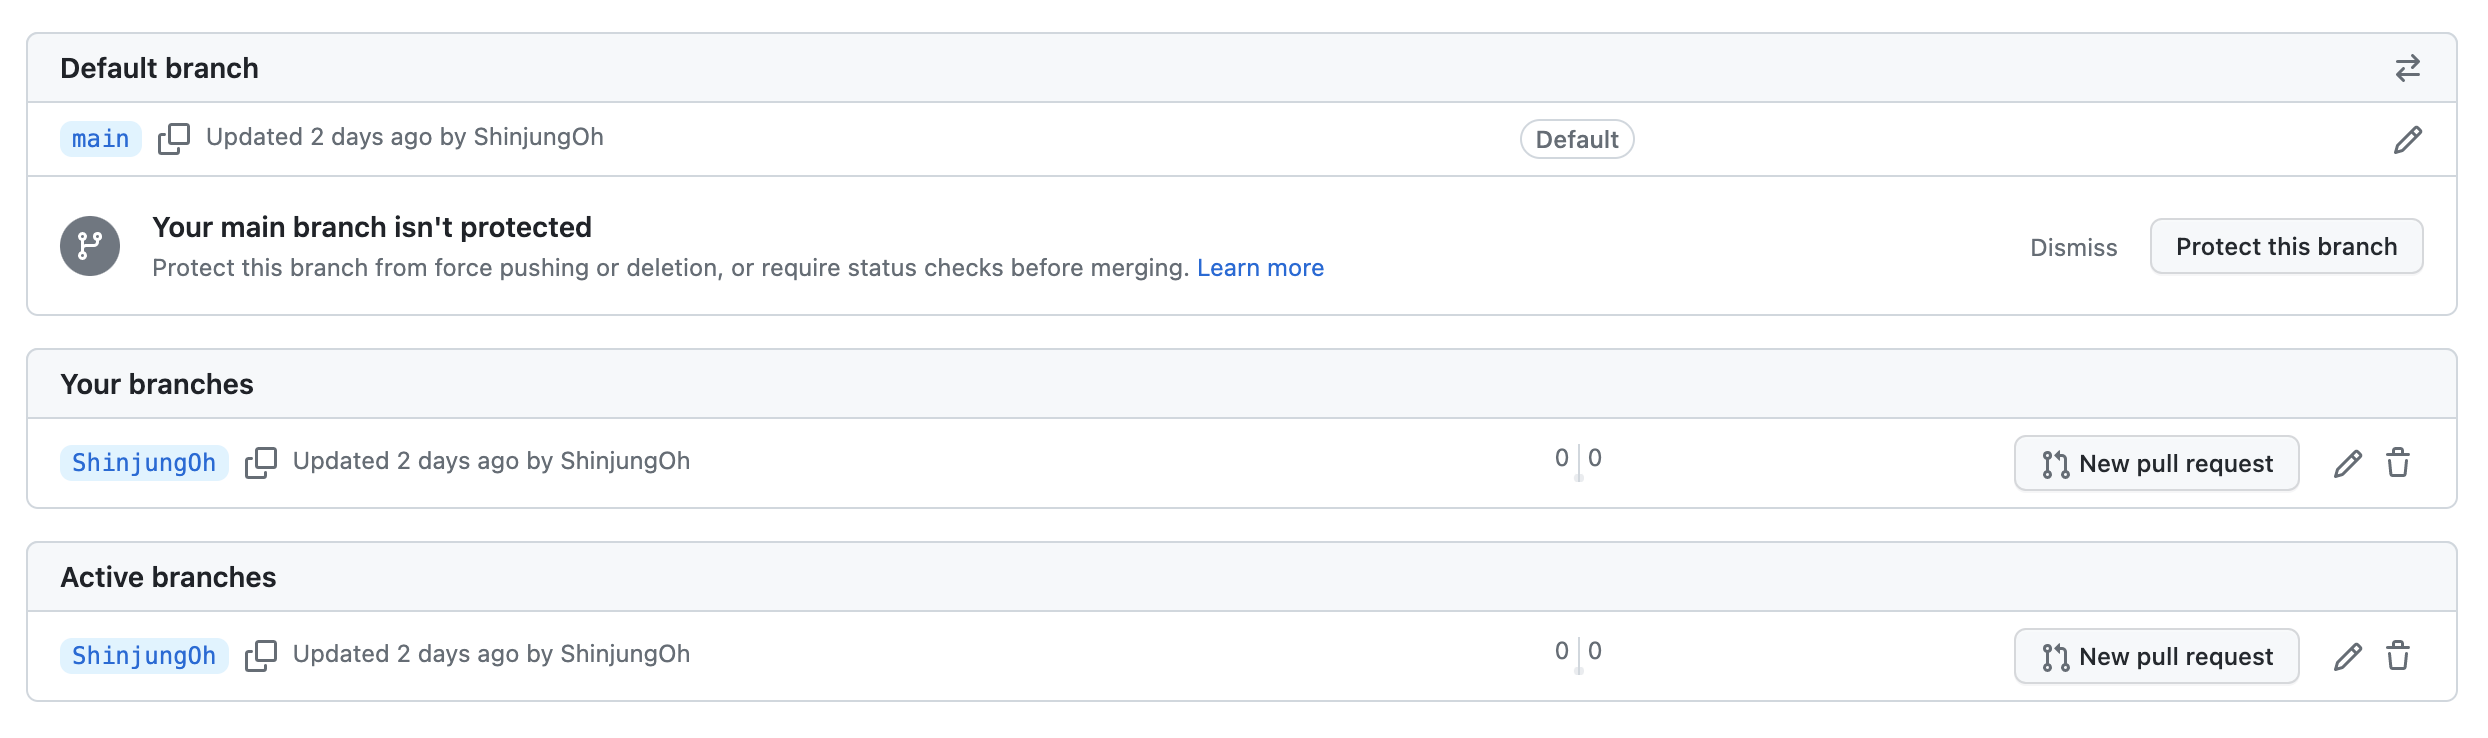 Default branch
main Updated 2 days ago by ShinjungOh Default
Your main branch isn't protected
Protect this branch from force pushing or deletion, or require status checks before merging. Learn more
Dismiss Protect this branch
Your branches
ShinjungOh Updated 2 days ago by ShinjungOh 0 0 New pull request
Active branches
ShinjungOh Updated 2 days ago by ShinjungOh 0 0 New pull request